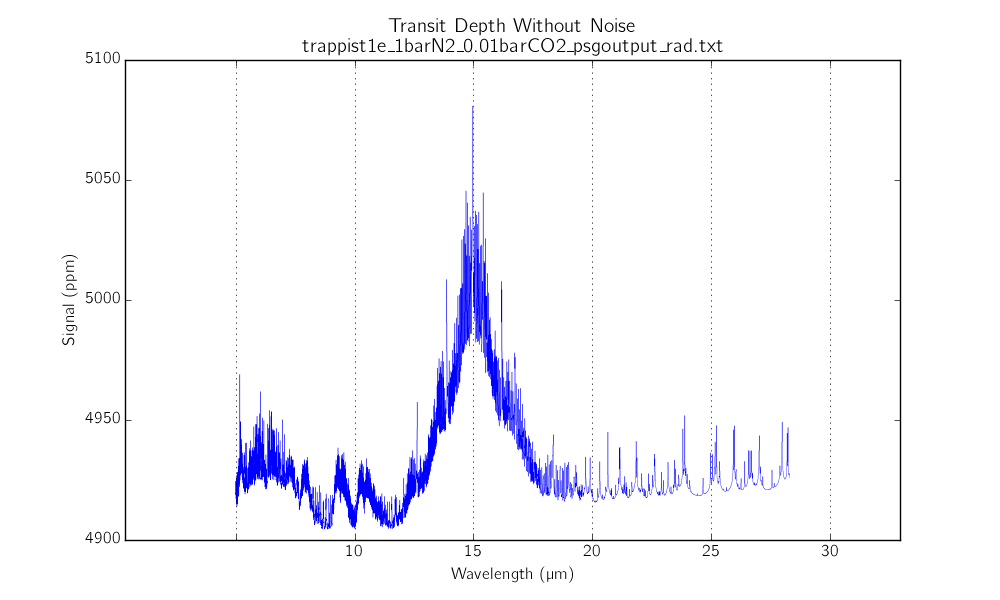 Transit Depth Without Noise
trappist1e_1barN2_0.01barCO2_psgoutput_rad.txt
5100
5050
5000
4950
4900
Signal (ppm)
10
15
20
25
30
Wavelength (μm)